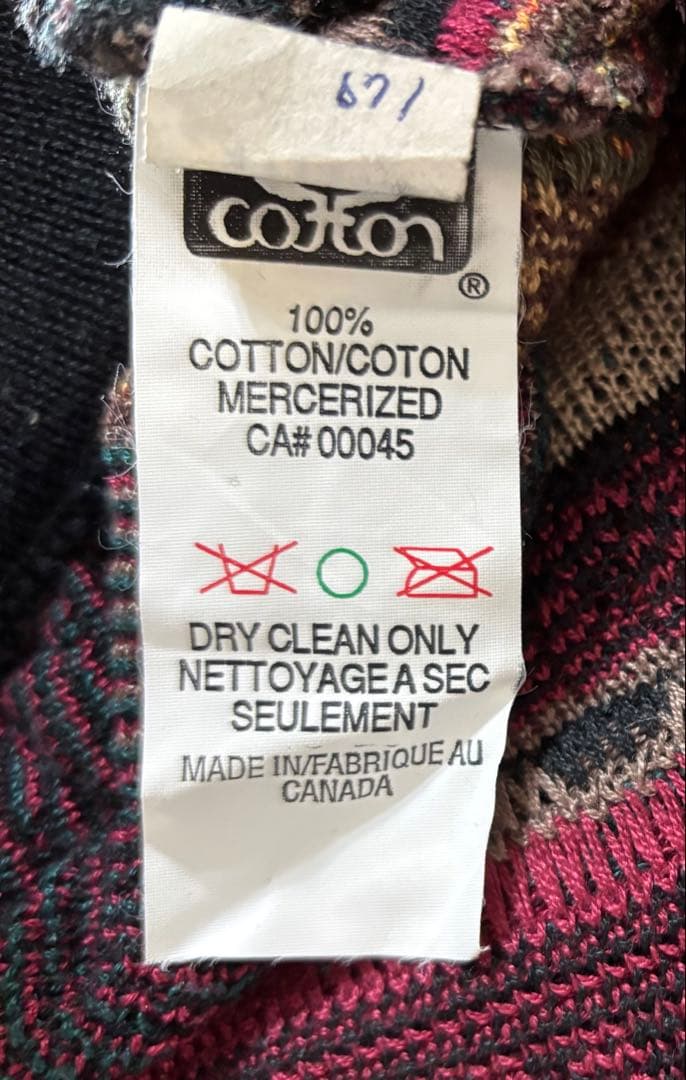 671
cotton
®
100%
COTTON/COTON
MERCERIZED
CA# 00045
DRY CLEAN ONLY
NETTOYAGE A SEC
SEULEMENT
MADE IN/FABRIQUE AU
CANADA